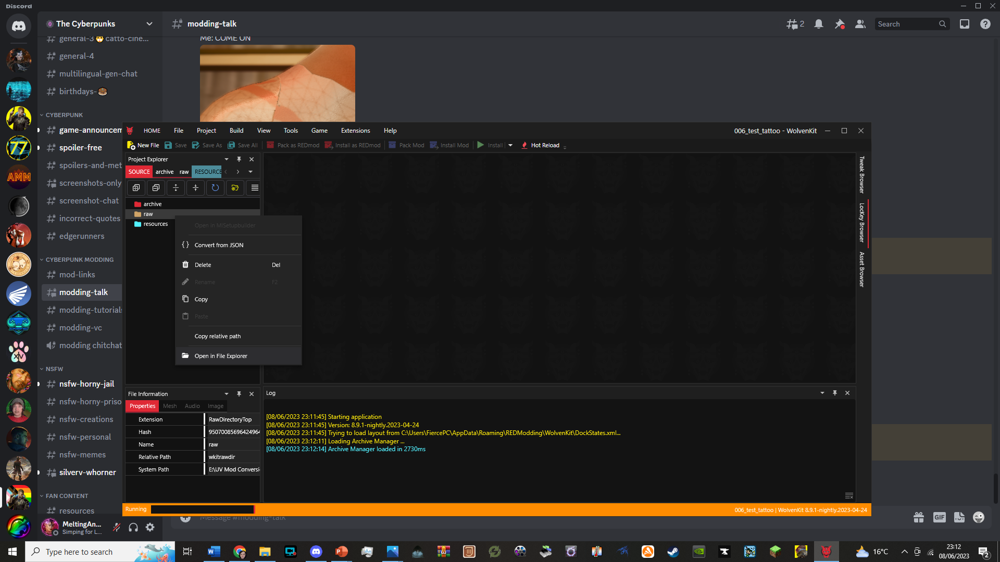 Discord
The Cyberpunks
modding-talk
2
Search
Me: COME ON
general-3 catto-cine...
general-4
multilingual-gen-chat
birthdays-
CYBERPUNK
game-announcem
spoiler-free
spoilers-and-met
screenshots-only
screenshot-chat
incorrect-quotes
edgerunners
CYBERPUNK MODDING
mod-links
modding-talk
modding-tutorials
modding-vc
modding chitchat
NSFW
nsfw-horny-jail
nsfw-horny-priso
nsfw-creations
nsfw-personal
nsfw-memes
silverv-whorner
FAN CONTENT
resources
MeltingAn...
Simping for L...
77
AMM
XIV
HOME File Project Build View Tools Game Extensions Help
006_test_tattoo - WolvenKit
New File Save Save As Save All Pack as REDmod Install as REDmod Pack Mod Install Mod Install Hot Reload
Project Explorer
SOURCE archive raw RESOURCE
archive
raw
resources
Open in MlSetupbuilder
Convert from JSON
Delete Del
Rename F2
Copy
Paste
Copy relative path
Open in File Explorer
Tweak Browser
LocKey Browser
Asset Browser
File Information
Properties Mesh Audio Image
Extension RawDirectoryTop
Hash 95070085696424964
Name raw
Relative Path wkitrawdir
System Path E:\UV Mod Conversi
Log
[08/06/2023 23:11:45] Starting application
[08/06/2023 23:11:45] Version: 8.9.1-nightly.2023-04-24
[08/06/2023 23:11:45] Trying to load layout from C:\Users\FiercePC\AppData\Roaming\REDModding\WolvenKit\DockStates.xml...
[08/06/2023 23:12:11] Loading Archive Manager ...
[08/06/2023 23:12:14] Archive Manager loaded in 2730ms
Running
006_test_tattoo | WolvenKit 8.9.1-nightly.2023-04-24
Message #modding-talk
GIF
Type here to search
16°C
23:12
08/06/2023
2